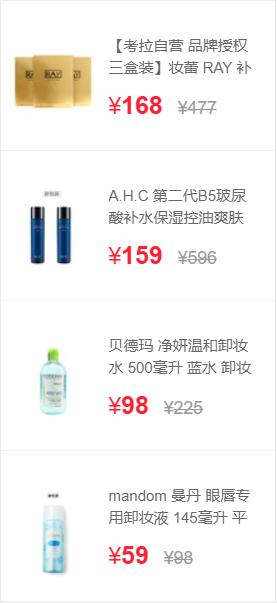 【考拉自营 品牌授权
三盒装】妆蕾 RAY 补
¥168 ¥477
RAY
A.H.C 第二代B5玻尿
酸补水保湿控油爽肤
¥159 ¥596
贝德玛 净妍温和卸妆
水 500毫升 蓝水 卸妆
¥98 ¥225
mandom 曼丹 眼唇专
用卸妆液 145毫升 平
¥59 ¥98